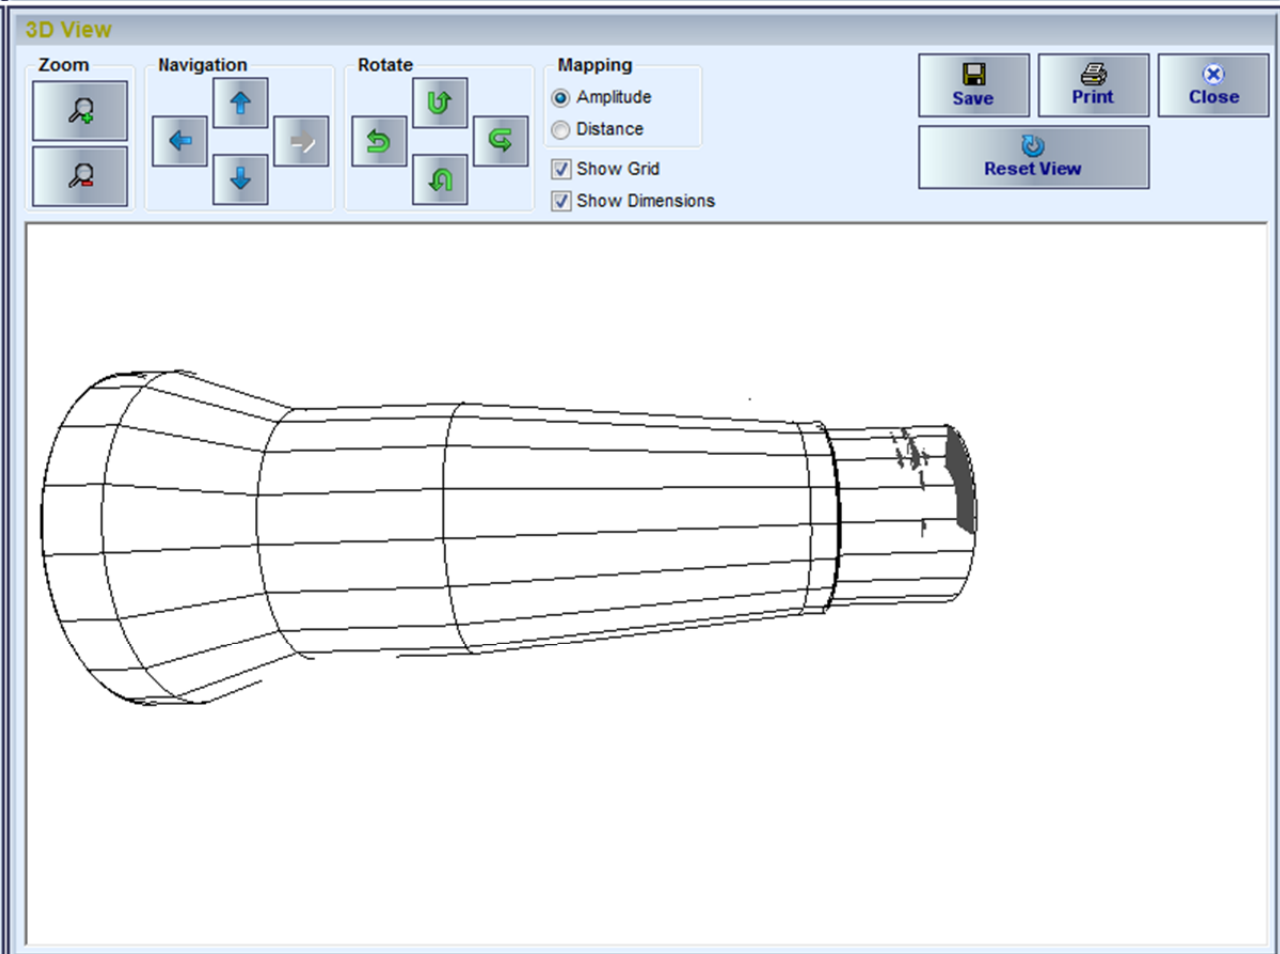 3D View
Zoom
Navigation
Rotate
Mapping
Amplitude
Distance
Show Grid
Show Dimensions
Save
Print
Close
Reset View